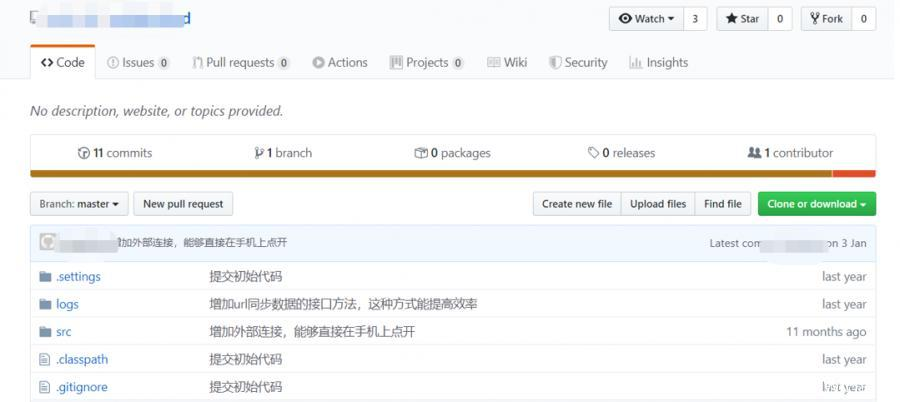 d
Watch 3 Star 0 Fork 0
Code Issues 0 Pull requests 0 Actions Projects 0 Wiki Security Insights
No description, website, or topics provided.
11 commits 1 branch 0 packages 0 releases 1 contributor
Branch: master New pull request Create new file Upload files Find file Clone or download
增加外部连接，能够直接在手机上点开 Latest com on 3 Jan
.settings 提交初始代码 last year
logs 增加url同步数据的接口方法，这种方式能提高效率 last year
src 增加外部连接，能够直接在手机上点开 11 months ago
.classpath 提交初始代码 last year
.gitignore 提交初始代码 last year